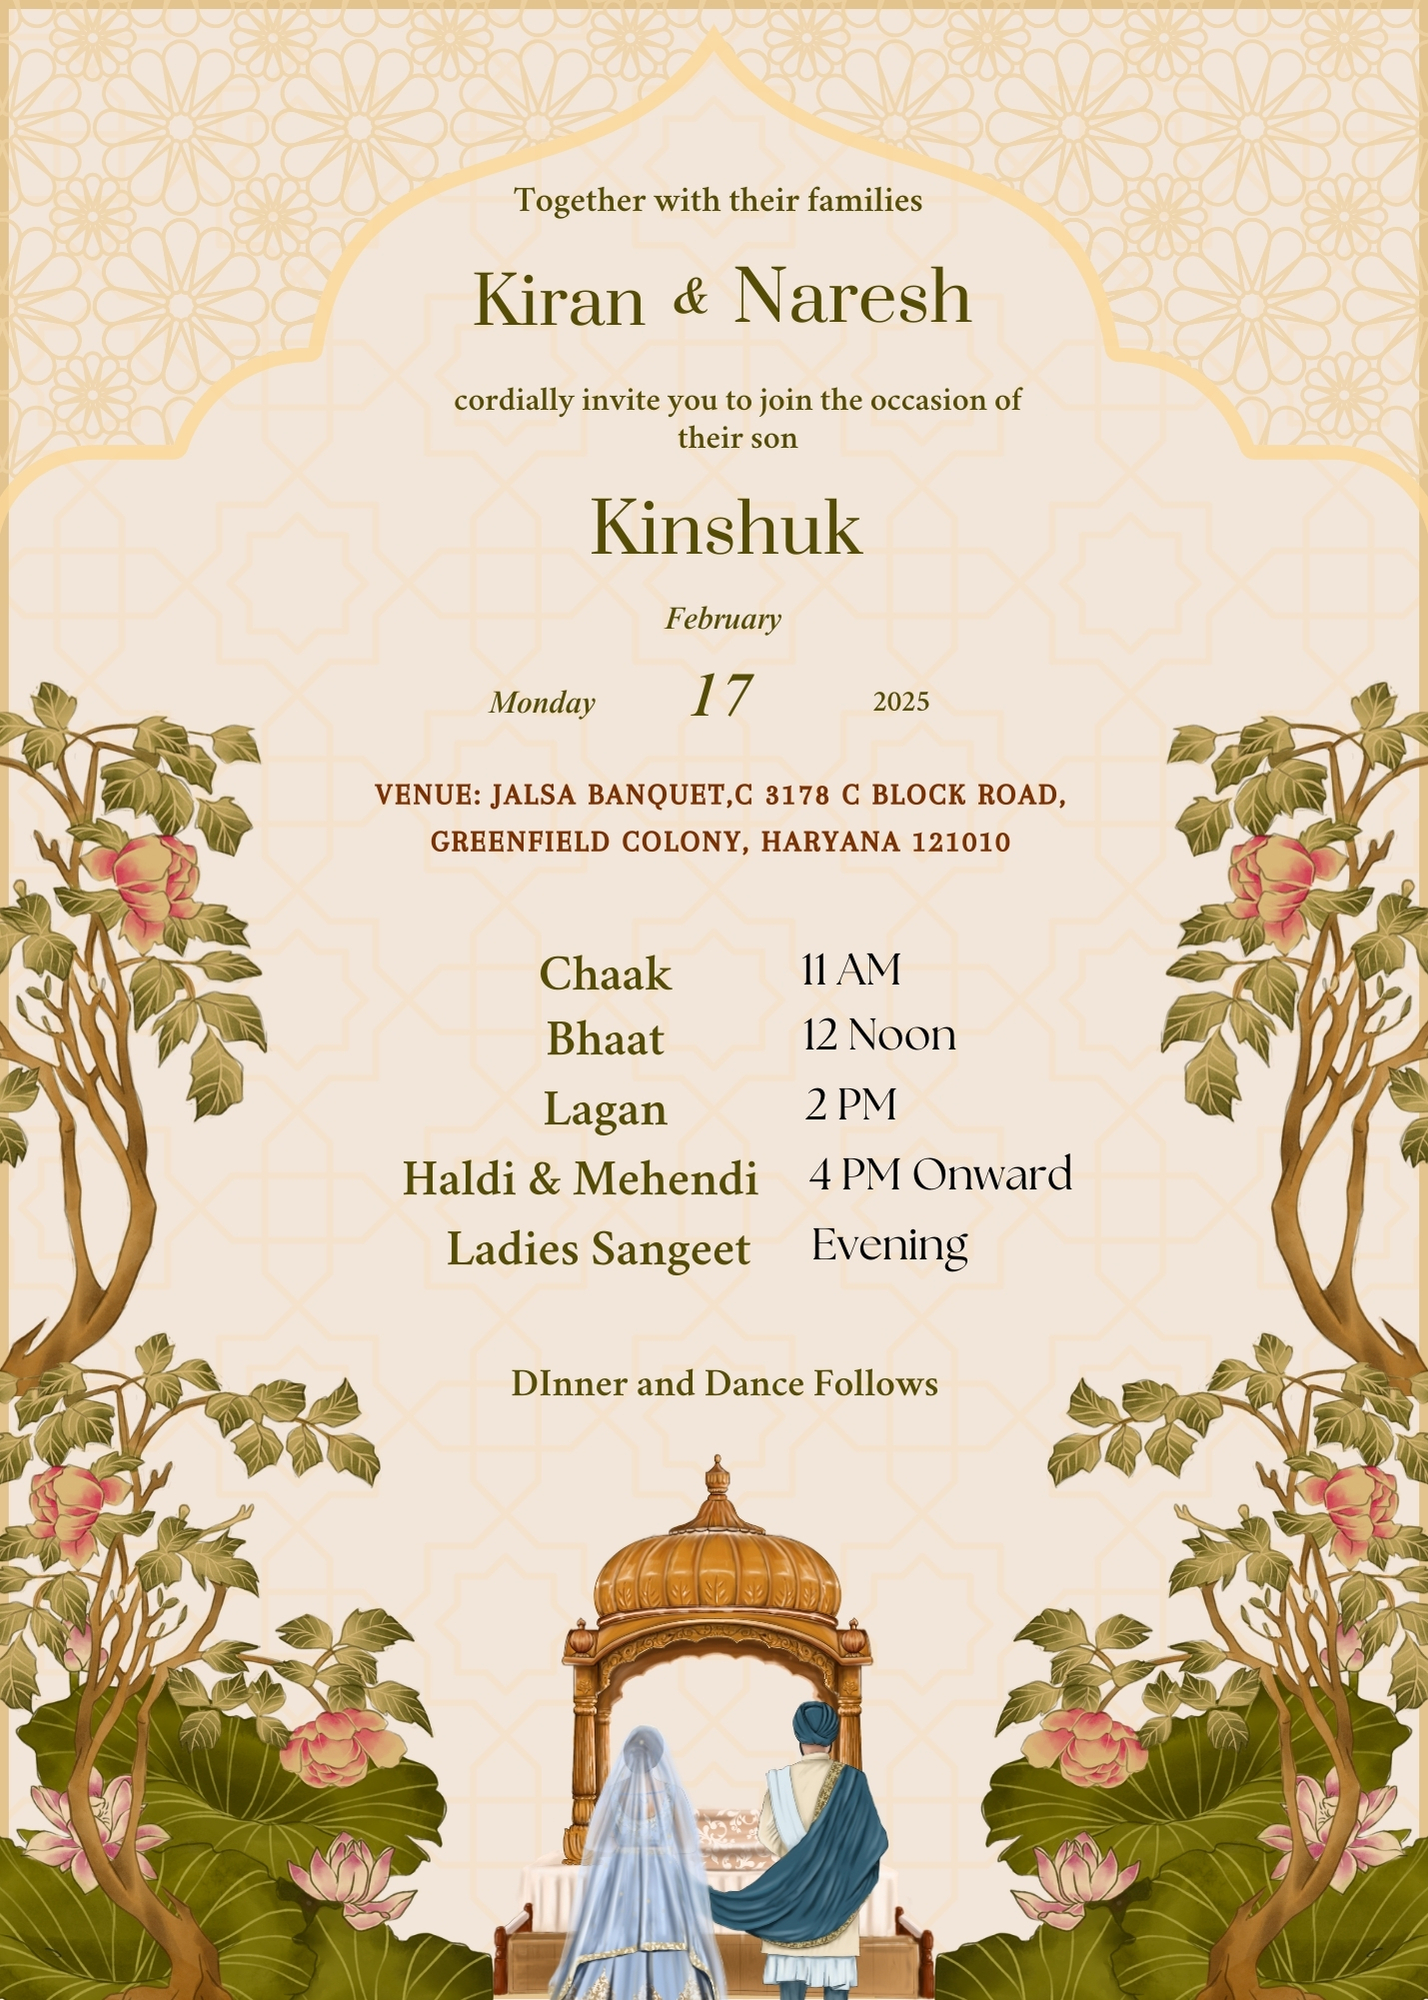 Together with their families
Kiran & Naresh
cordially invite you to join the occasion of
their son
Kinshuk
February
Monday 17 2025
VENUE: JALSA BANQUET,C 3178 C BLOCK ROAD,
GREENFIELD COLONY, HARYANA 121010
Chaak 11 AM
Bhaat 12 Noon
Lagan 2 PM
Haldi & Mehendi 4 PM Onward
Ladies Sangeet Evening
DInner and Dance Follows